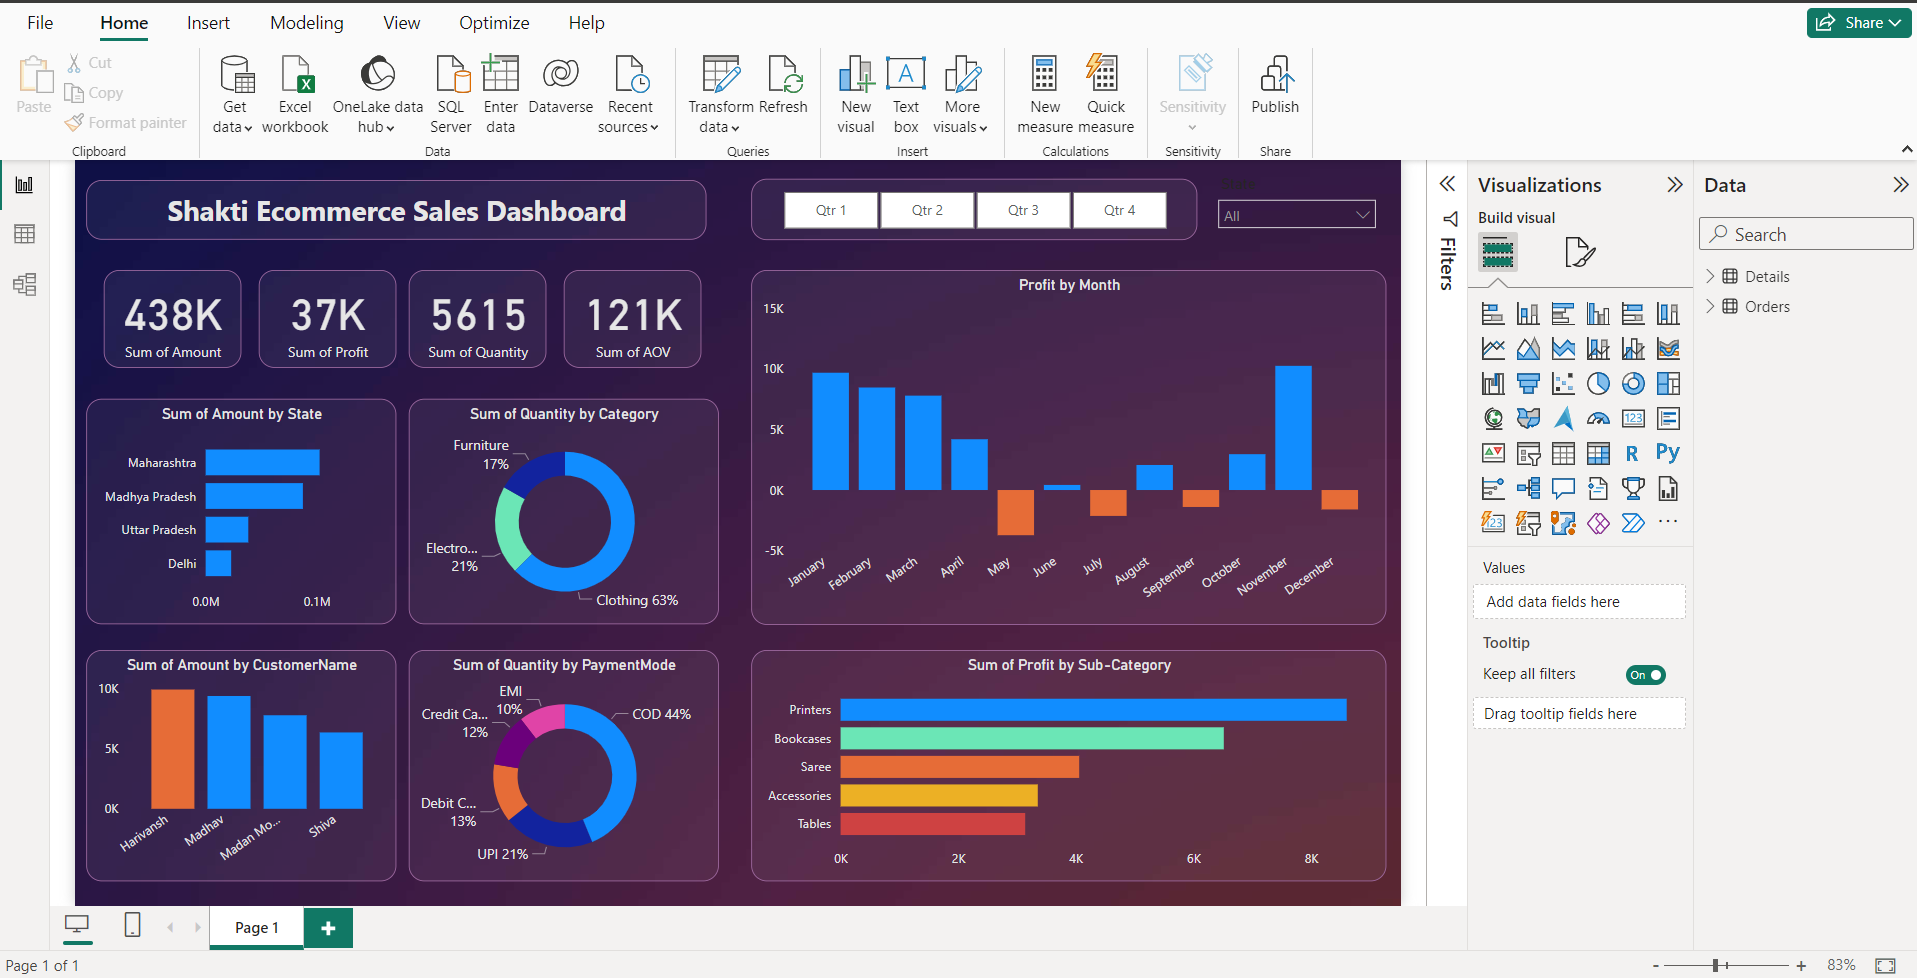 File Home Insert Modeling View Optimize Help Share
Paste Cut
Copy
Format painter
Clipboard
Get data
Excel workbook
OneLake data hub
SQL Server
Enter data
Dataverse
Recent sources
Data
Transform data
Refresh
Queries
New visual
Text box
More visuals
Insert
New measure
Quick measure
Calculations
Sensitivity
Sensitivity
Publish
Share
Shakti Ecommerce Sales Dashboard
Qtr 1 Qtr 2 Qtr 3 Qtr 4
All
438K
Sum of Amount
37K
Sum of Profit
5615
Sum of Quantity
121K
Sum of AOV
Profit by Month
15K
10K
5K
0K
-5K
January February March April May June July August September October November December
Sum of Amount by State
Maharashtra
Madhya Pradesh
Uttar Pradesh
Delhi
0.0M 0.1M
Sum of Quantity by Category
Furniture
17%
Electro...
21%
Clothing 63%
Sum of Amount by CustomerName
10K
5K
0K
Harivansh Madhav Madan Mo... Shiva
Sum of Quantity by PaymentMode
EMI
10%
Credit Ca...
12%
COD 44%
Debit C...
13%
UPI 21%
Sum of Profit by Sub-Category
Printers
Bookcases
Saree
Accessories
Tables
0K 2K 4K 6K 8K
Filters
Visualizations
Build visual
123
R Py
123
Values
Add data fields here
Tooltip
Keep all filters
On
Drag tooltip fields here
Data
Search
Details
Orders
Page 1
Page 1 of 1
83%